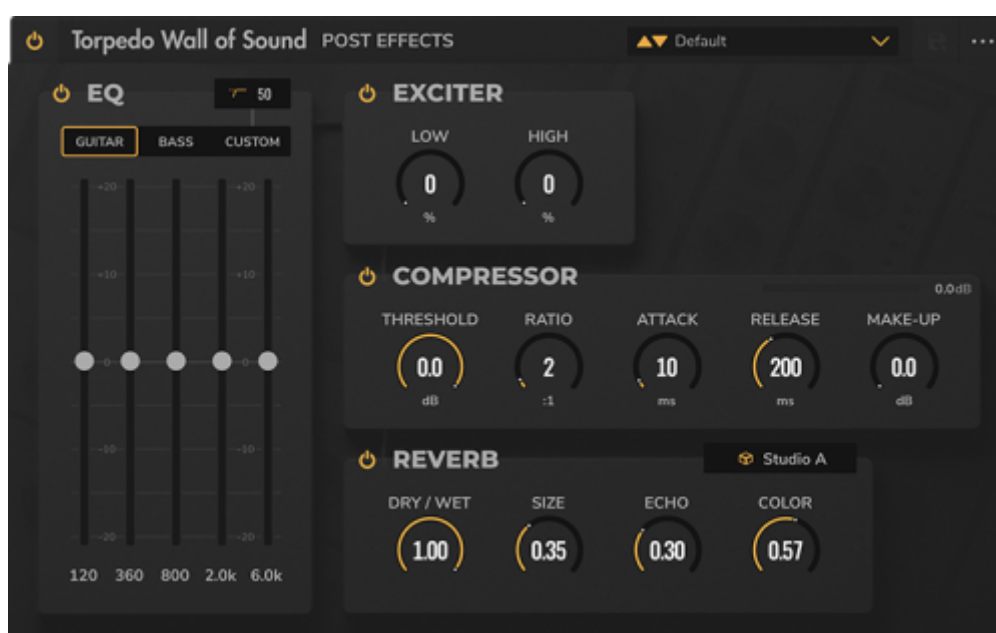 Torpedo Wall of Sound POST EFFECTS Default
EQ 50
GUITAR BASS CUSTOM
+20 +20
+10 +10
0 0
-10 -10
-20 -20
120 360 800 2.0k 6.0k
EXCITER
LOW HIGH
0 0
% %
COMPRESSOR
0.0dB
THRESHOLD RATIO ATTACK RELEASE MAKE-UP
0.0 2 10 200 0.0
dB :1 ms ms dB
REVERB Studio A
DRY / WET SIZE ECHO COLOR
1.00 0.35 0.30 0.57